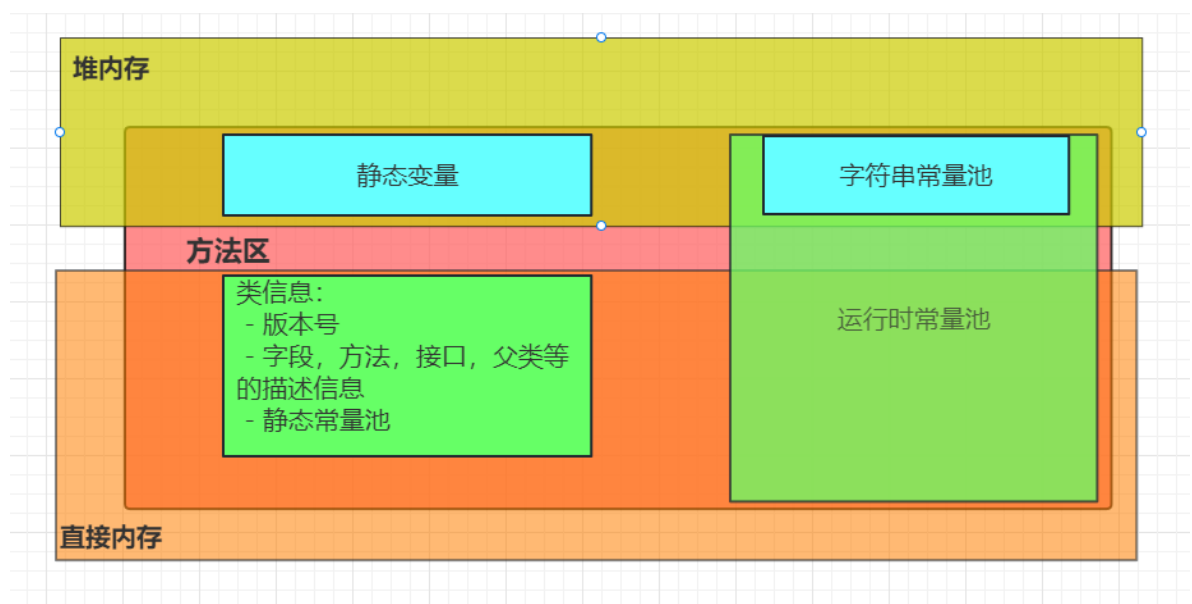 堆内存
静态变量
字符串常量池
方法区
类信息：
- 版本号
- 字段，方法，接口，父类等
的描述信息
- 静态常量池
运行时常量池
直接内存